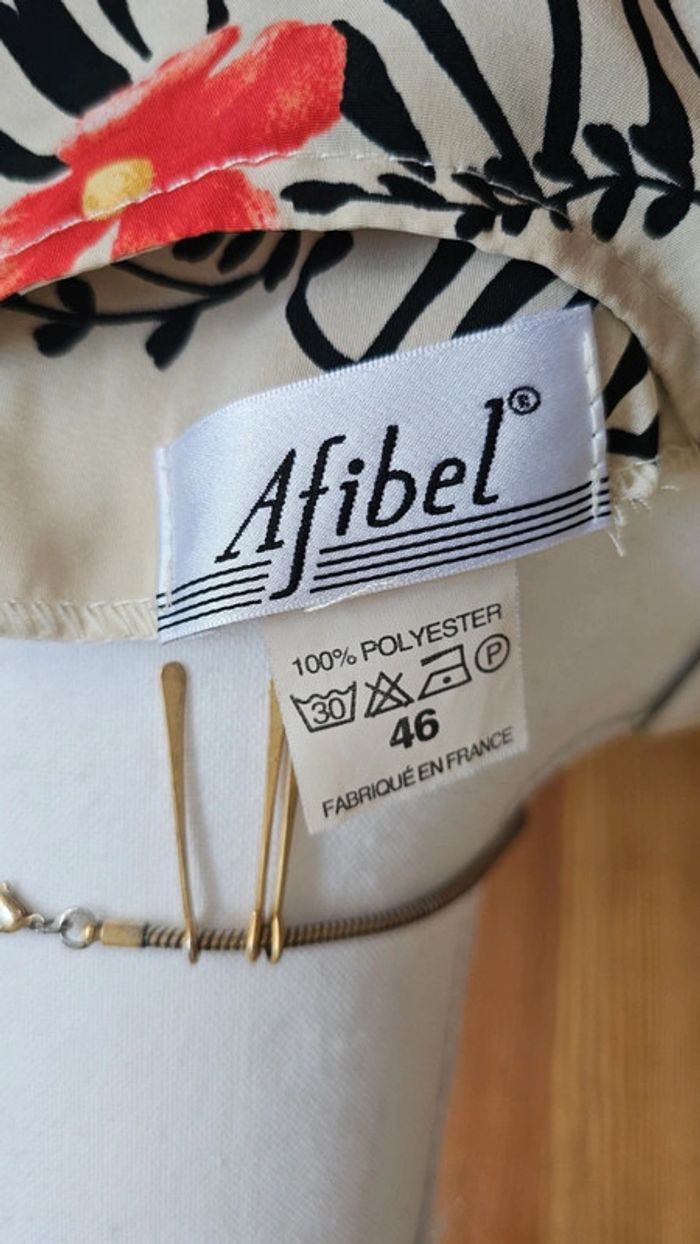 Afibel®
100% POLYESTER
30 P
46
FABRIQUÉ EN FRANCE